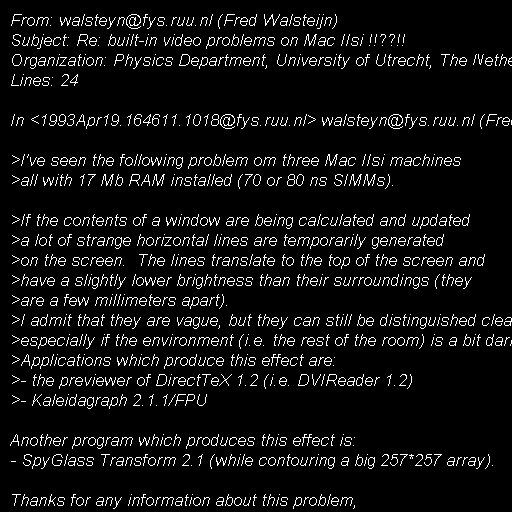 From: walsteyn@fys.ruu.nl (Fred Walsteijn)
Subject: Re: built-in video problems on Mac IIsi !!??!!
Organization: Physics Department, University of Utrecht, The
Lines: 24
In <1993Apr19.164611.1018@fys.ruu.nl> walsteyn@fys.ruu.nl
>I've seen the following problem om three Mac IIsi machines
>all with 17 Mb RAM installed (70 or 80 ns SIMMs).
>If the contents of a window are being calculated and updated
>a lot of strange horizontal lines are temporarily generated
>on the screen.  The lines translate to the top of the screen and
>have a slightly lower brightness than their surroundings (they
>are a few millimeters apart).
>I admit that they are vague, but they can still be distinguished
>especially if the environment (i.e. the rest of the room) is a bit
>Applications which produce this effect are:
>- the previewer of DirectTeX 1.2 (i.e. DVIReader 1.2)
>- Kaleidagraph 2.1.1/FPU
Another program which produces this effect is:
- SpyGlass Transform 2.1 (while contouring a big 257*257 array).
Thanks for any information about this problem,